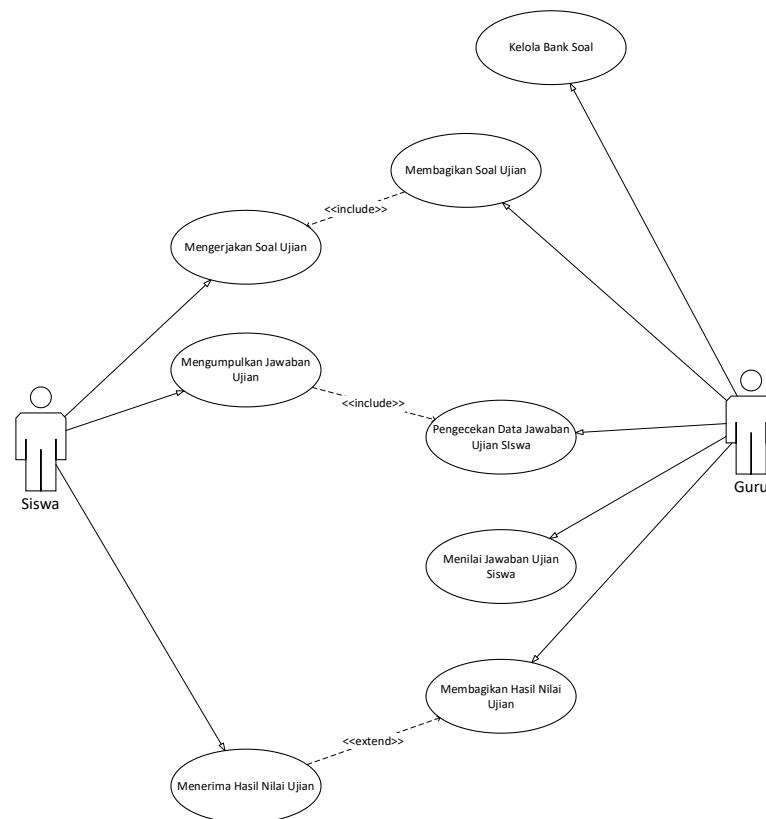 Kelola Bank Soal
Membagikan Soal Ujian
<<include>>
Mengerjakan Soal Ujian
Mengumpulkan Jawaban
Ujian
<<include>>
Pengecekan Data Jawaban
Ujian SIswa
Siswa
Guru
Menilai Jawaban Ujian
Siswa
Membagikan Hasil Nilai
Ujian
<<extend>>
Menerima Hasil Nilai Ujian